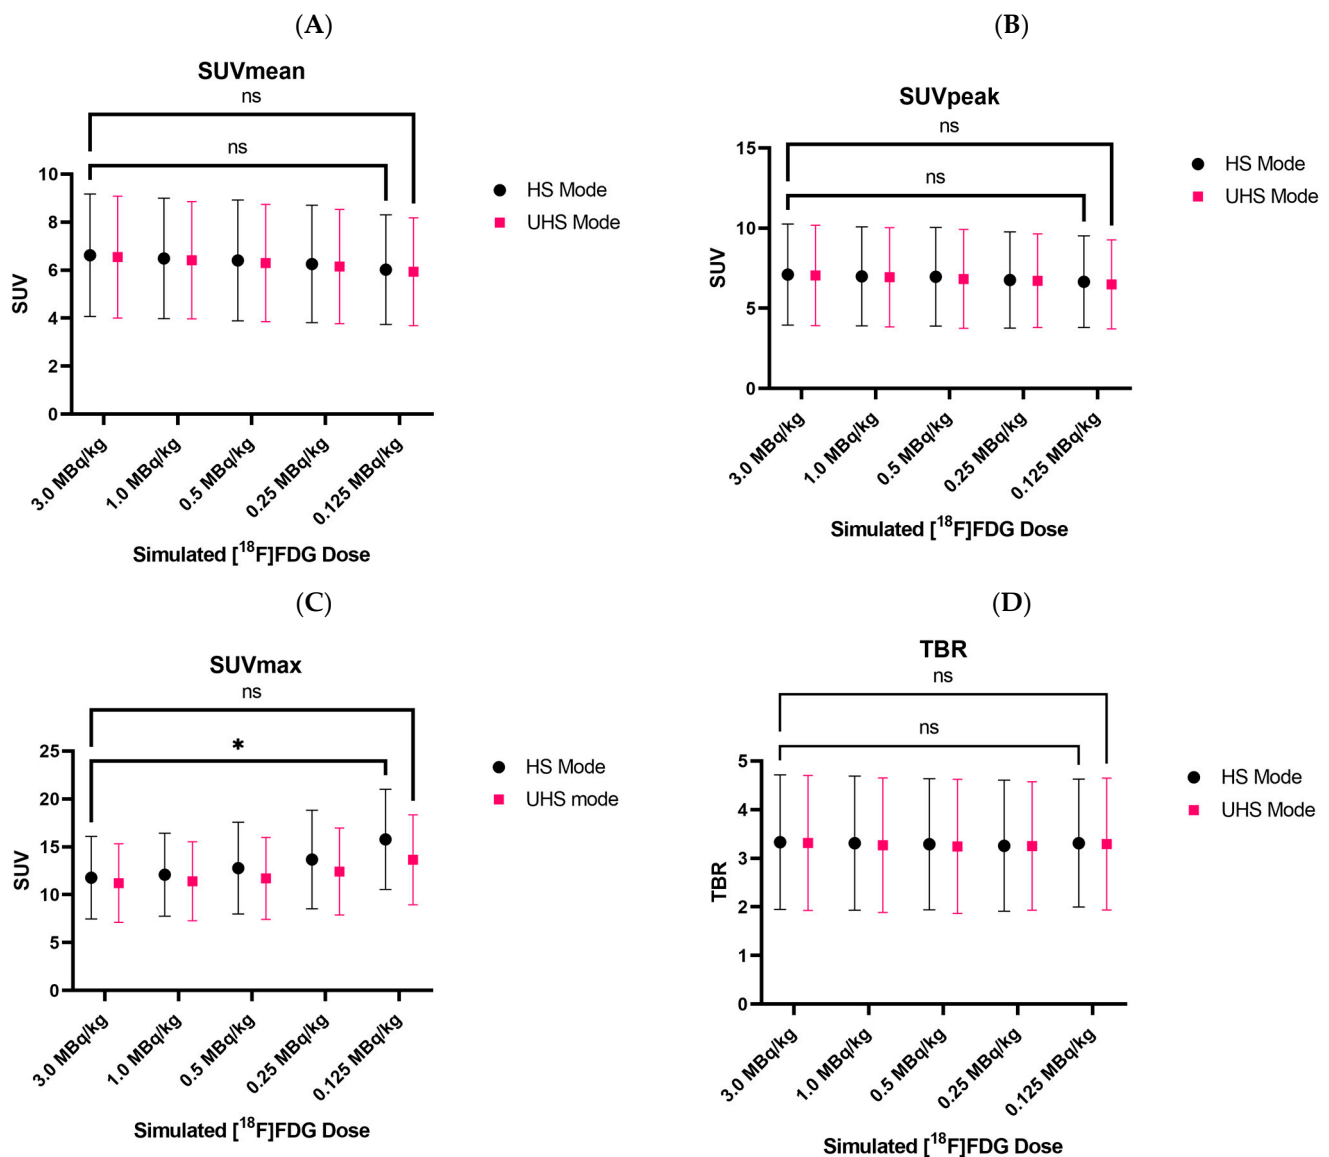 (A)
SUVmean
ns
ns
10
8
6
4
2
0
SUV
HS Mode
UHS Mode
3.0 MBq/kg
1.0 MBq/kg
0.5 MBq/kg
0.25 MBq/kg
0.125 MBq/kg
Simulated [¹⁸F]FDG Dose
(B)
SUVpeak
ns
ns
15
10
5
0
SUV
HS Mode
UHS Mode
3.0 MBq/kg
1.0 MBq/kg
0.5 MBq/kg
0.25 MBq/kg
0.125 MBq/kg
Simulated [¹⁸F]FDG Dose
(C)
SUVmax
ns
*
25
20
15
10
5
0
SUV
HS Mode
UHS mode
3.0 MBq/kg
1.0 MBq/kg
0.5 MBq/kg
0.25 MBq/kg
0.125 MBq/kg
Simulated [¹⁸F]FDG Dose
(D)
TBR
ns
ns
5
4
3
2
1
0
TBR
HS Mode
UHS Mode
3.0 MBq/kg
1.0 MBq/kg
0.5 MBq/kg
0.25 MBq/kg
0.125 MBq/kg
Simulated [¹⁸F]FDG Dose